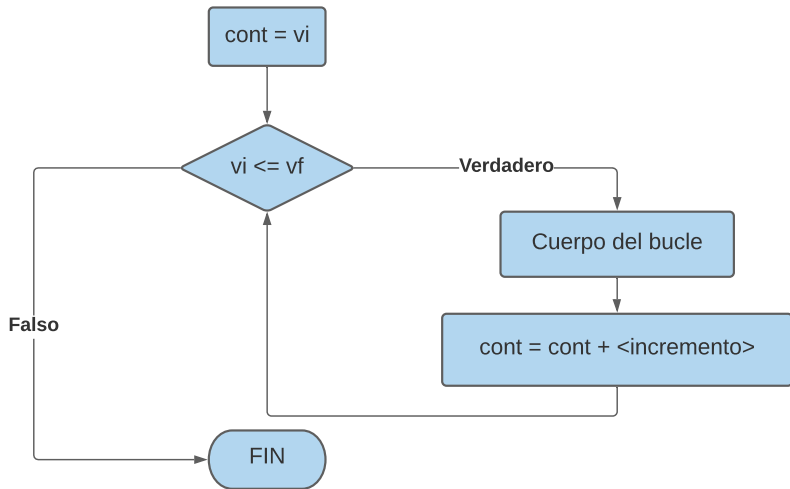 cont = vi
vi <= vf
Verdadero
Cuerpo del bucle
cont = cont + <incremento>
Falso
FIN